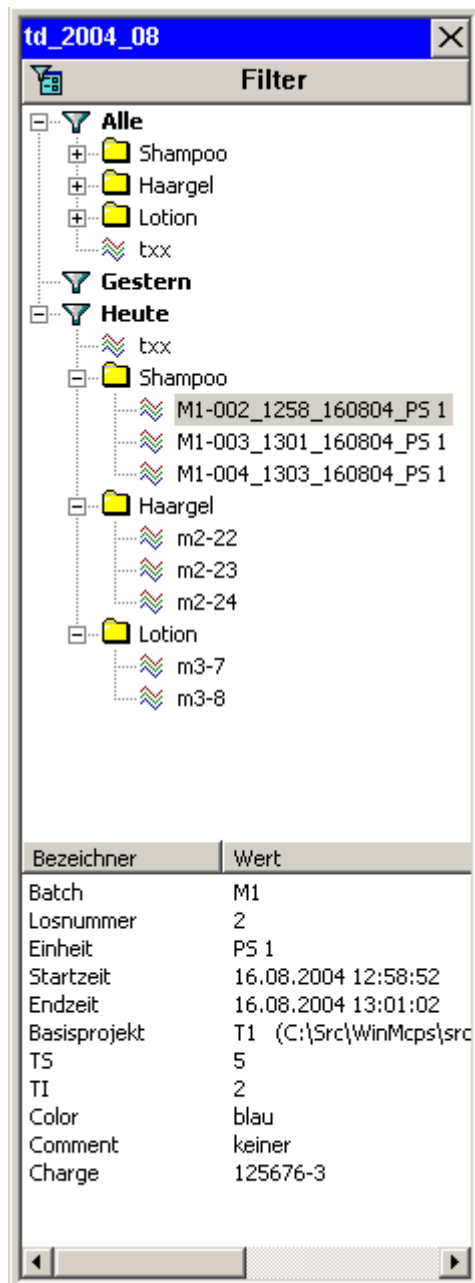 td_2004_08
Filter
Alle
Shampoo
Haargel
Lotion
txx
Gestern
Heute
txx
Shampoo
M1-002_1258_160804_PS 1
M1-003_1301_160804_PS 1
M1-004_1303_160804_PS 1
Haargel
m2-22
m2-23
m2-24
Lotion
m3-7
m3-8
Bezeichner Wert
Batch M1
Losnummer 2
Einheit PS 1
Startzeit 16.08.2004 12:58:52
Endzeit 16.08.2004 13:01:02
Basisprojekt T1 (C:\Src\WinMcps\src
TS 5
TI 2
Color blau
Comment keiner
Charge 125676-3